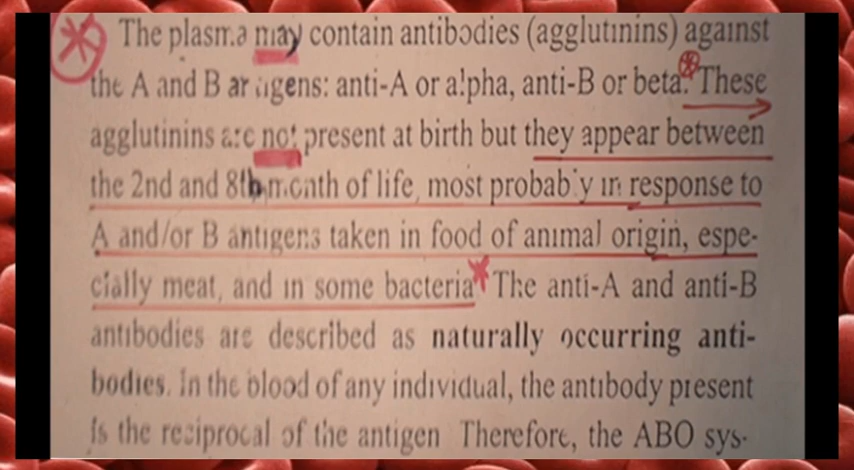 The plasma may contain antibodies (agglutinins) against
the A and B antigens: anti-A or alpha, anti-B or beta. These
agglutinins are not present at birth but they appear between
the 2nd and 8th month of life, most probably in response to
A and/or B antigens taken in food of animal origin, espe-
cially meat, and in some bacteria The anti-A and anti-B
antibodies are described as naturally occurring anti-
bodies. In the blood of any individual, the antibody present
is the reciprocal of the antigen Therefore, the ABO sys-